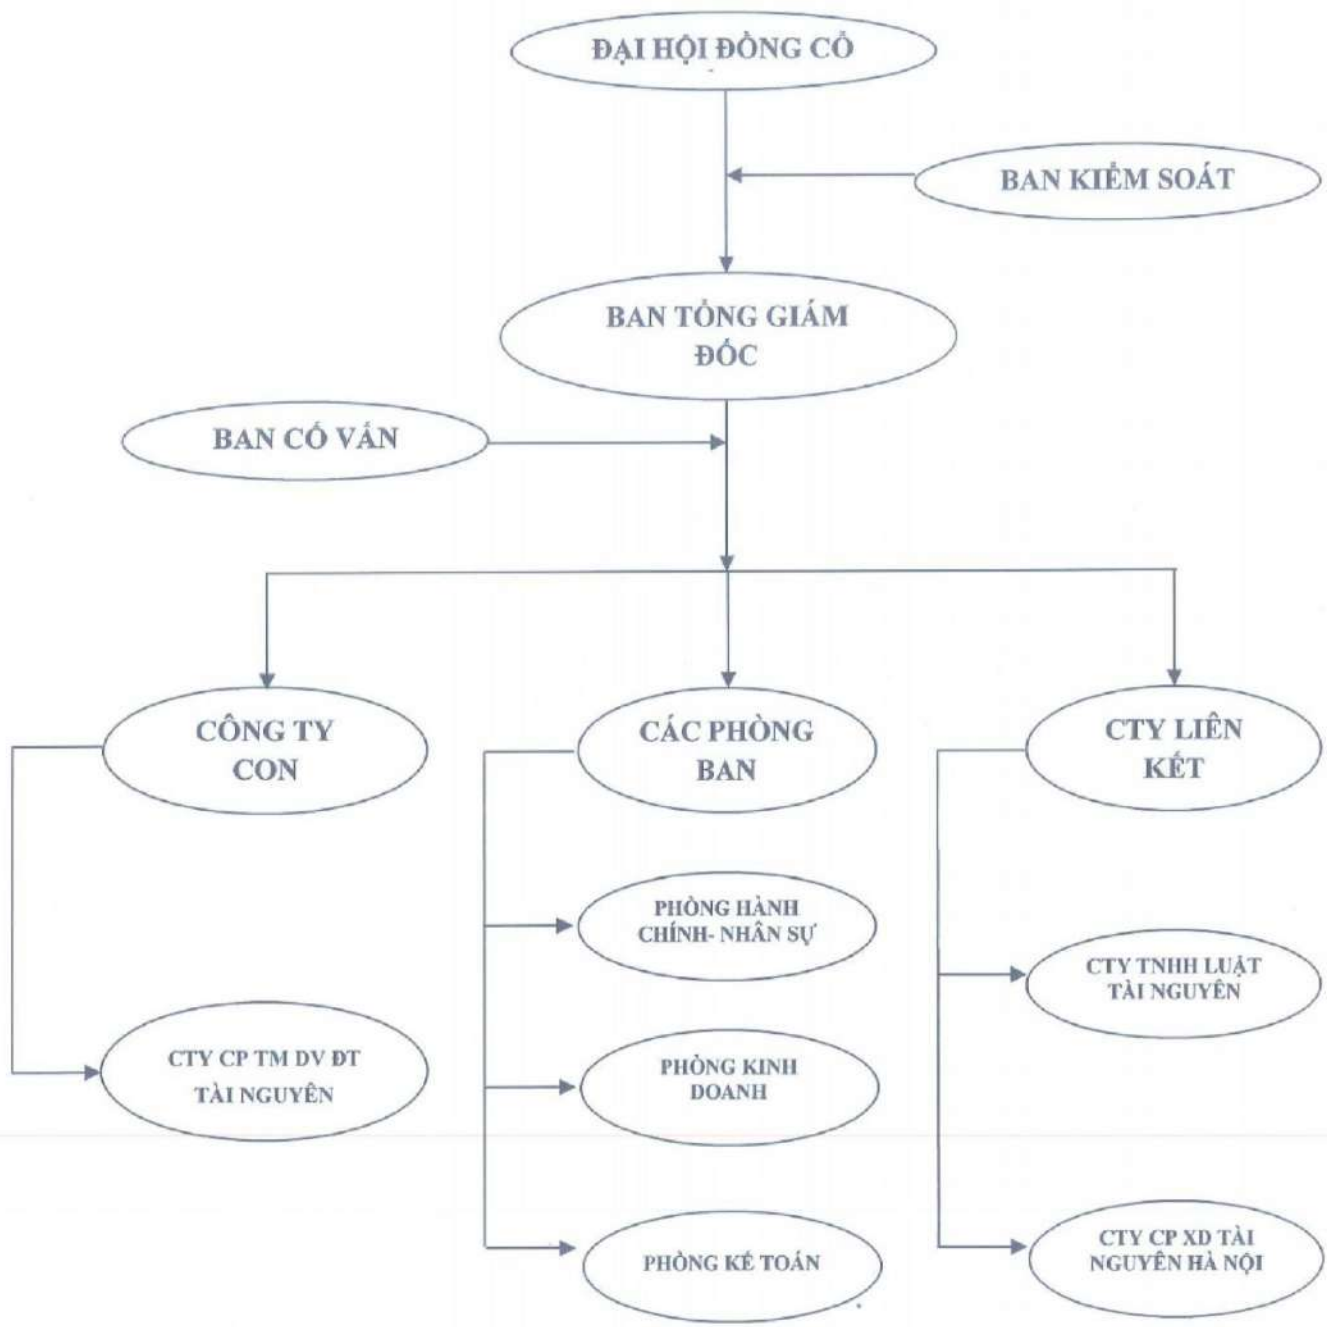 ĐẠI HỘI ĐỒNG CỔ
BAN KIỂM SOÁT
BAN TỔNG GIÁM
ĐỐC
BAN CỐ VẤN
CÔNG TY
CON
CÁC PHÒNG
BAN
CTY LIÊN
KẾT
PHÒNG HÀNH
CHÍNH- NHÂN SỰ
CTY TNHH LUẬT
TÀI NGUYÊN
CTY CP TM DV ĐT
TÀI NGUYÊN
PHÒNG KINH
DOANH
PHÒNG KẾ TOÁN
CTY CP XD TÀI
NGUYÊN HÀ NỘI